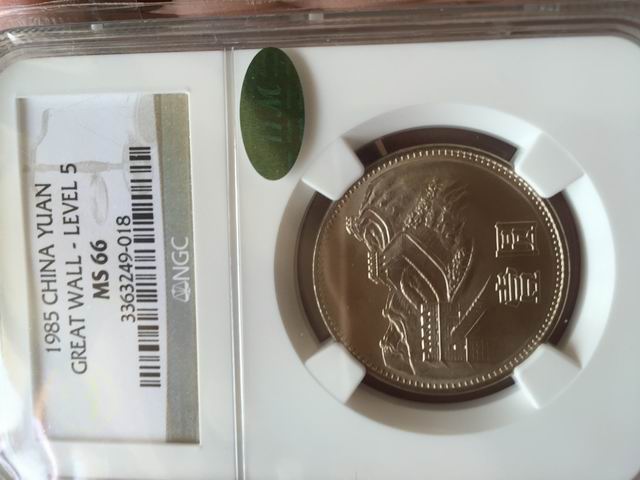 1985 CHINA YUAN
GREAT WALL - LEVEL 5
MS 66
3363249-018
NGC
壹圆